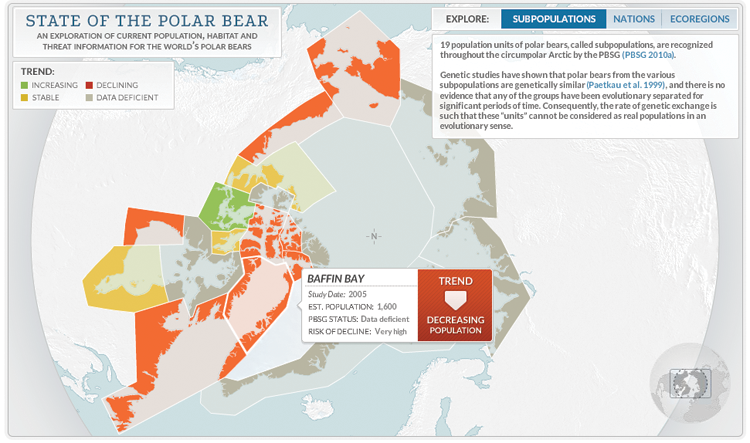 STATE OF THE POLAR BEAR
AN EXPLORATION OF CURRENT POPULATION, HABITAT AND
THREAT INFORMATION FOR THE WORLD'S POLAR BEARS
EXPLORE: SUBPOPULATIONS NATIONS ECOREGIONS
19 population units of polar bears, called subpopulations, are recognized
throughout the circumpolar Arctic by the PBSG (PBSG 2010a).
Genetic studies have shown that polar bears from the various
subpopulations are genetically similar (Paetkau et al. 1999), and there is no
evidence that any of the groups have been evolutionary separated for
significant periods of time. Consequently, the rate of genetic exchange is
such that these "units" cannot be considered as real populations in an
evolutionary sense.
TREND:
INCREASING DECLINING
STABLE DATA DEFICIENT
-N-
BAFFIN BAY
Study Date: 2005
EST. POPULATION: 1,600
PBSG STATUS: Data deficient
RISK OF DECLINE: Very high
TREND
DECREASING
POPULATION